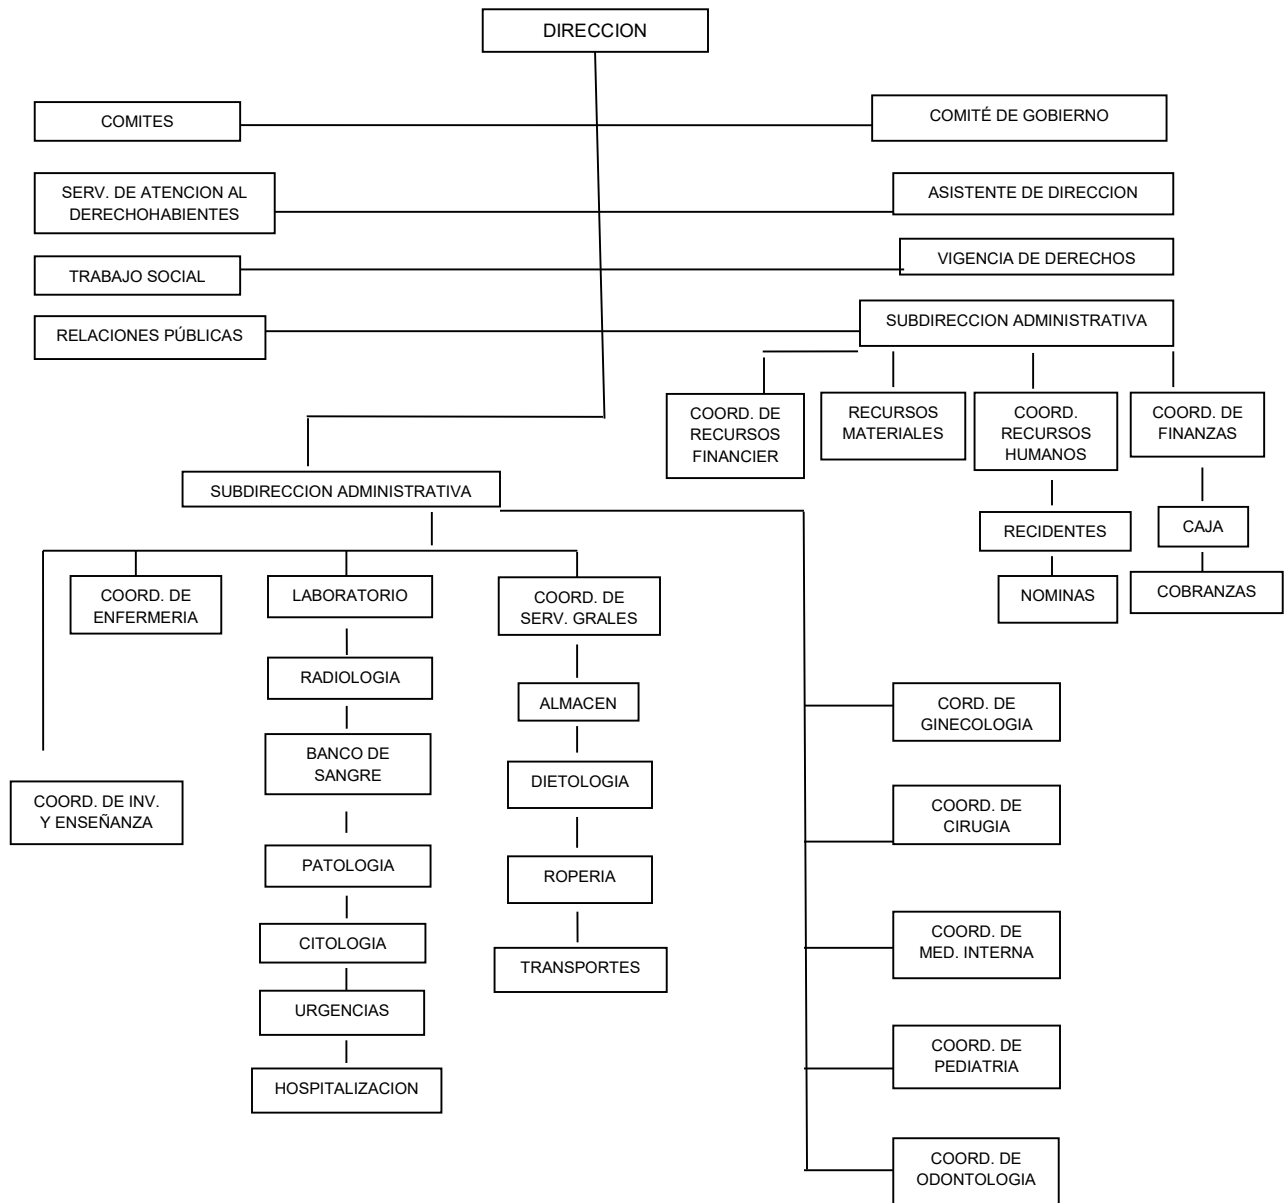 DIRECCION
COMITES
COMITÉ DE GOBIERNO
SERV. DE ATENCION AL
DERECHOHABIENTES
ASISTENTE DE DIRECCION
TRABAJO SOCIAL
VIGENCIA DE DERECHOS
RELACIONES PÚBLICAS
SUBDIRECCION ADMINISTRATIVA
COORD. DE
RECURSOS
FINANCIER
RECURSOS
MATERIALES
COORD.
RECURSOS
HUMANOS
COORD. DE
FINANZAS
RECIDENTES
CAJA
NOMINAS
COBRANZAS
SUBDIRECCION ADMINISTRATIVA
COORD. DE
ENFERMERIA
LABORATORIO
COORD. DE
SERV. GRALES
COORD. DE INV.
Y ENSEÑANZA
RADIOLOGIA
BANCO DE
SANGRE
PATOLOGIA
CITOLOGIA
URGENCIAS
HOSPITALIZACION
ALMACEN
DIETOLOGIA
ROPERIA
TRANSPORTES
CORD. DE
GINECOLOGIA
COORD. DE
CIRUGIA
COORD. DE
MED. INTERNA
COORD. DE
PEDIATRIA
COORD. DE
ODONTOLOGIA